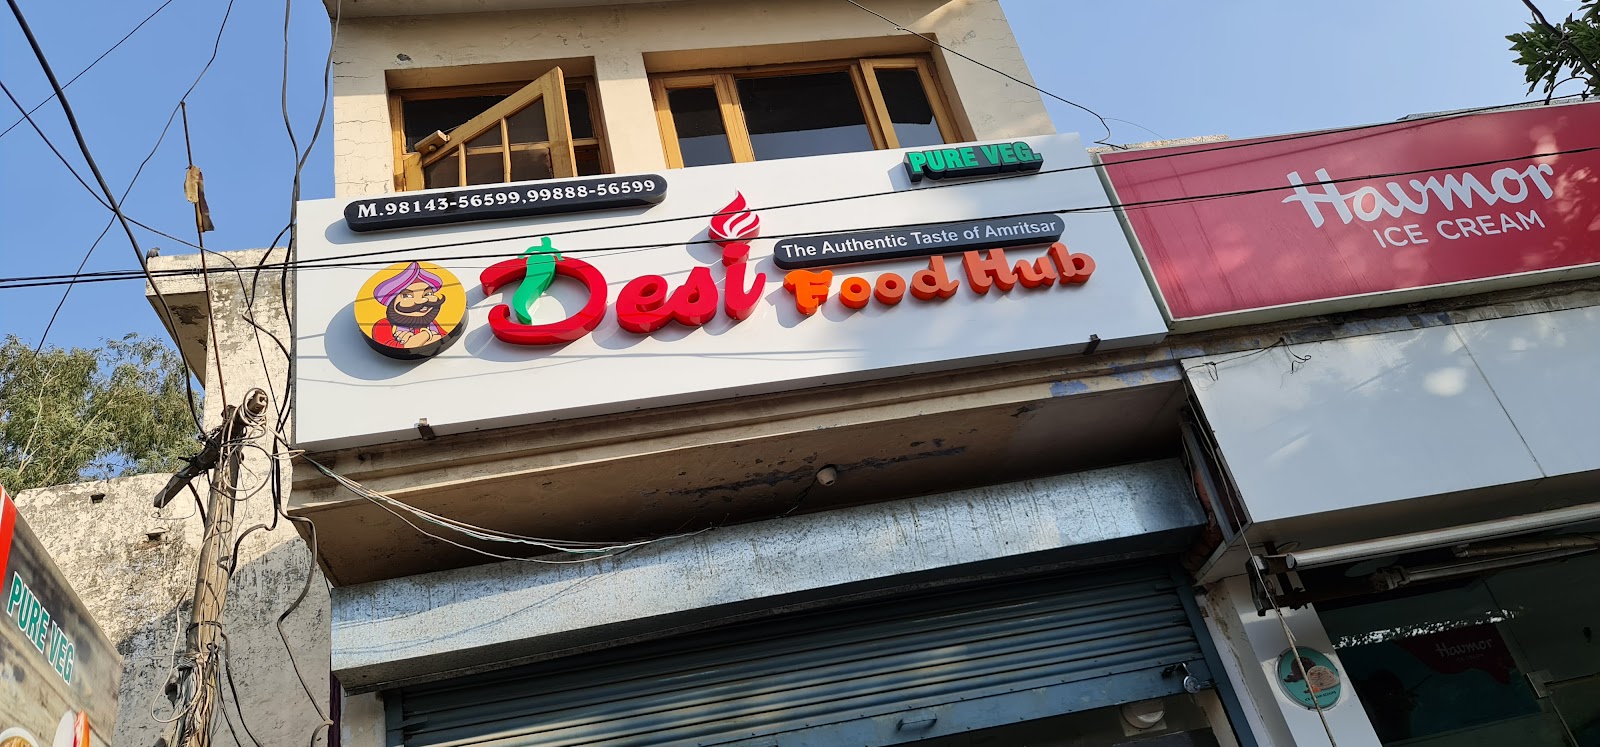 M.98143-56599,99888-56599
PURE VEG.
The Authentic Taste of Amritsar
Desi Food Hub
Havmor
ICE CREAM
PURE VEG
Havmor